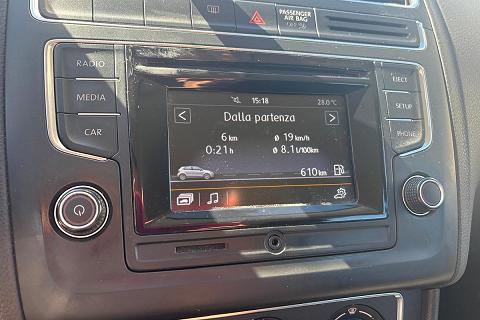 PASSENGER
AIR BAG
RADIO
MEDIA
CAR
EJECT
SETUP
PHONE
15:18 28.0°C
< Dalla partenza >
6 km ø 19 km/h
0:21 h ø 8.1 l/100km
610 km